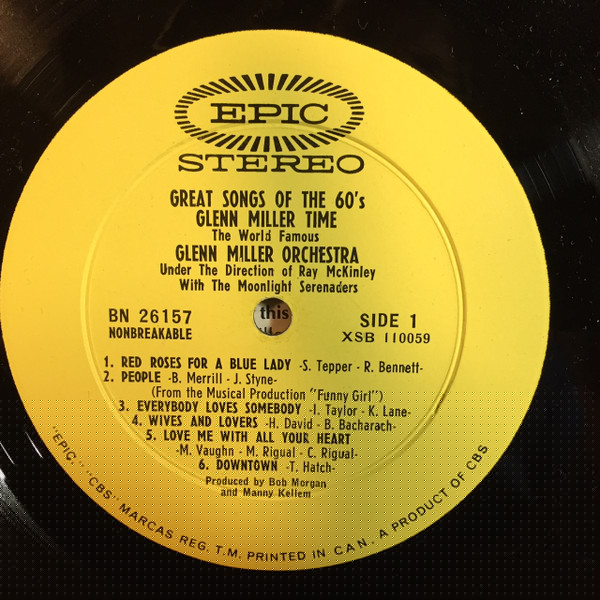 EPIC
STEREO
GREAT SONGS OF THE 60's
GLENN MILLER TIME
The World Famous
GLENN MILLER ORCHESTRA
Under The Direction of Ray McKinley
With The Moonlight Serenaders
BN 26157
NONBREAKABLE
this
SIDE 1
XSB 110059
1. RED ROSES FOR A BLUE LADY -S. Tepper - R. Bennett-
2. PEOPLE -B. Merrill - J. Styne-
(From the Musical Production "Funny Girl")
3. EVERYBODY LOVES SOMEBODY -I. Taylor - K. Lane-
4. WIVES AND LOVERS -H. David - B. Bacharach-
5. LOVE ME WITH ALL YOUR HEART
-M. Vaughn - M. Rigual - C. Rigual-
6. DOWNTOWN -T. Hatch-
Produced by Bob Morgan
and Manny Kellem
"EPIC," "CBS" MARCAS REG. T.M. PRINTED IN CAN. A PRODUCT OF CBS